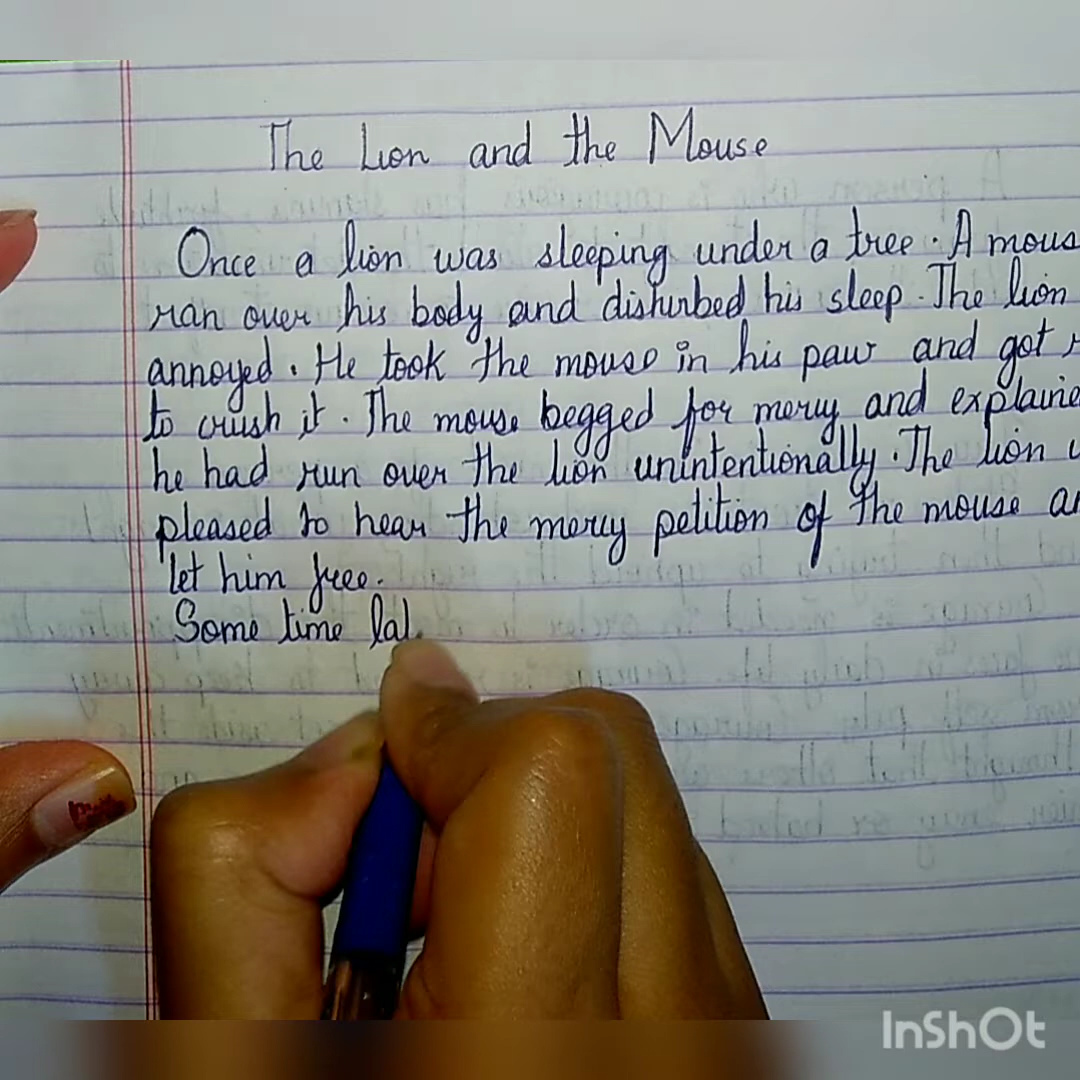 The Lion and the Mouse
Once a lion was sleeping under a tree. A mous
ran over his body and disturbed his sleep. The lion
annoyed. He took the mouse in his paw and got r
to crush it. The mouse begged for mercy and explaine
he had run over the lion unintentionally. The lion
pleased to hear the mercy petition of the mouse an
let him free.
Some time lat
InShOt